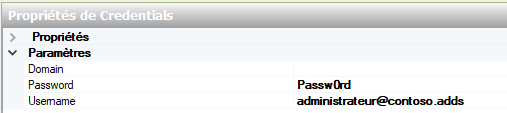 Propriétés de Credentials
Propriétés
Paramètres
Domain
Password Passw0rd
Username administrateur@contoso.adds